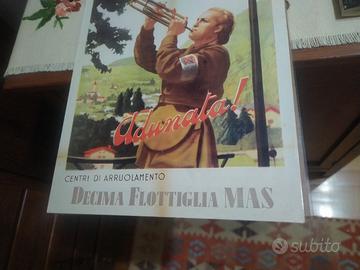 Adunata!
CENTRI DI ARRUOLAMENTO
DECIMA FLOTTIGLIA MAS
subito